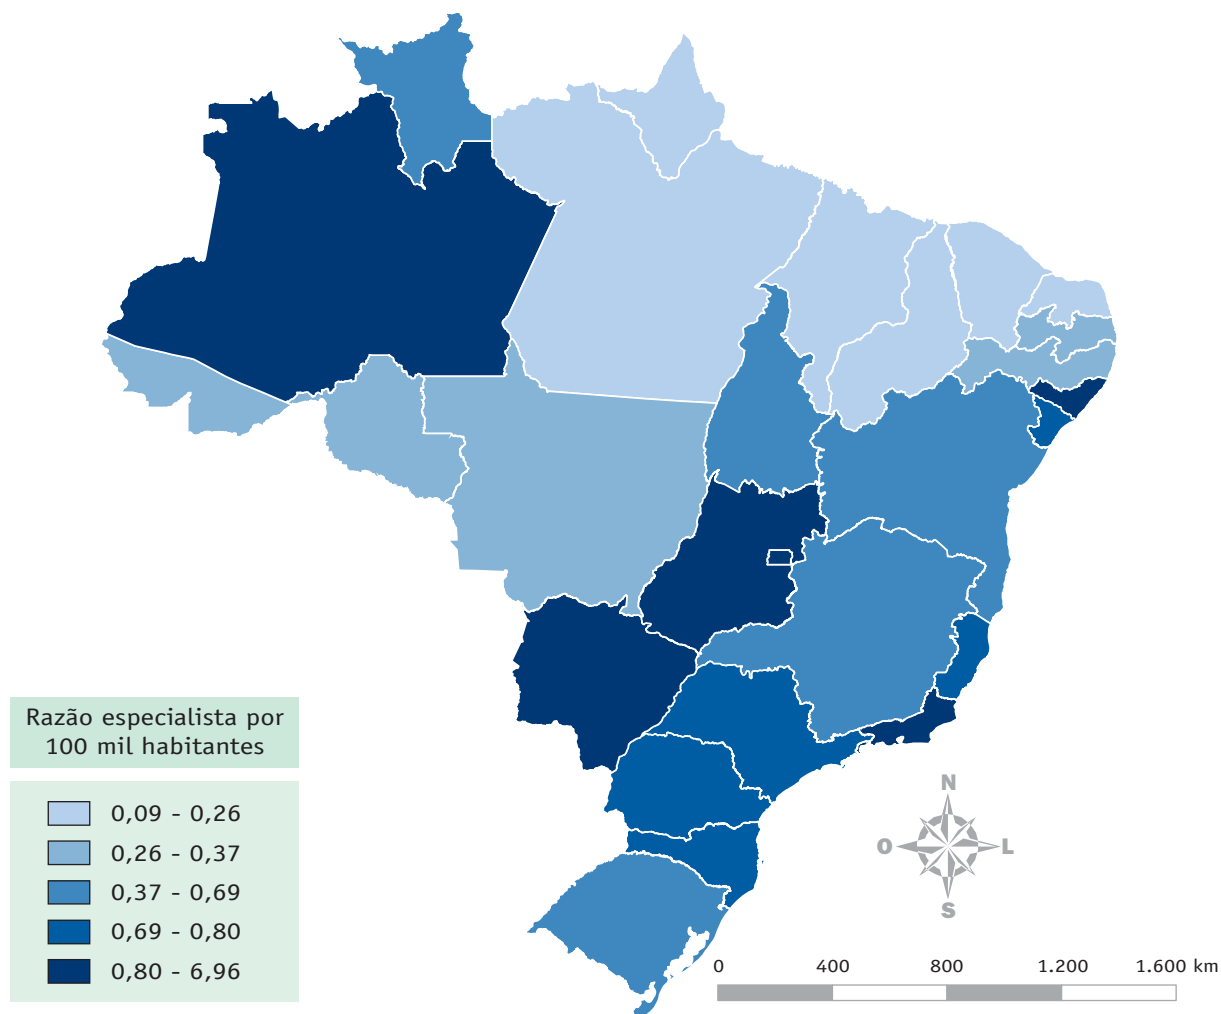 Razão especialista por
100 mil habitantes
0,09 - 0,26
0,26 - 0,37
0,37 - 0,69
0,69 - 0,80
0,80 - 6,96
N
O L
S
0 400 800 1.200 1.600 km